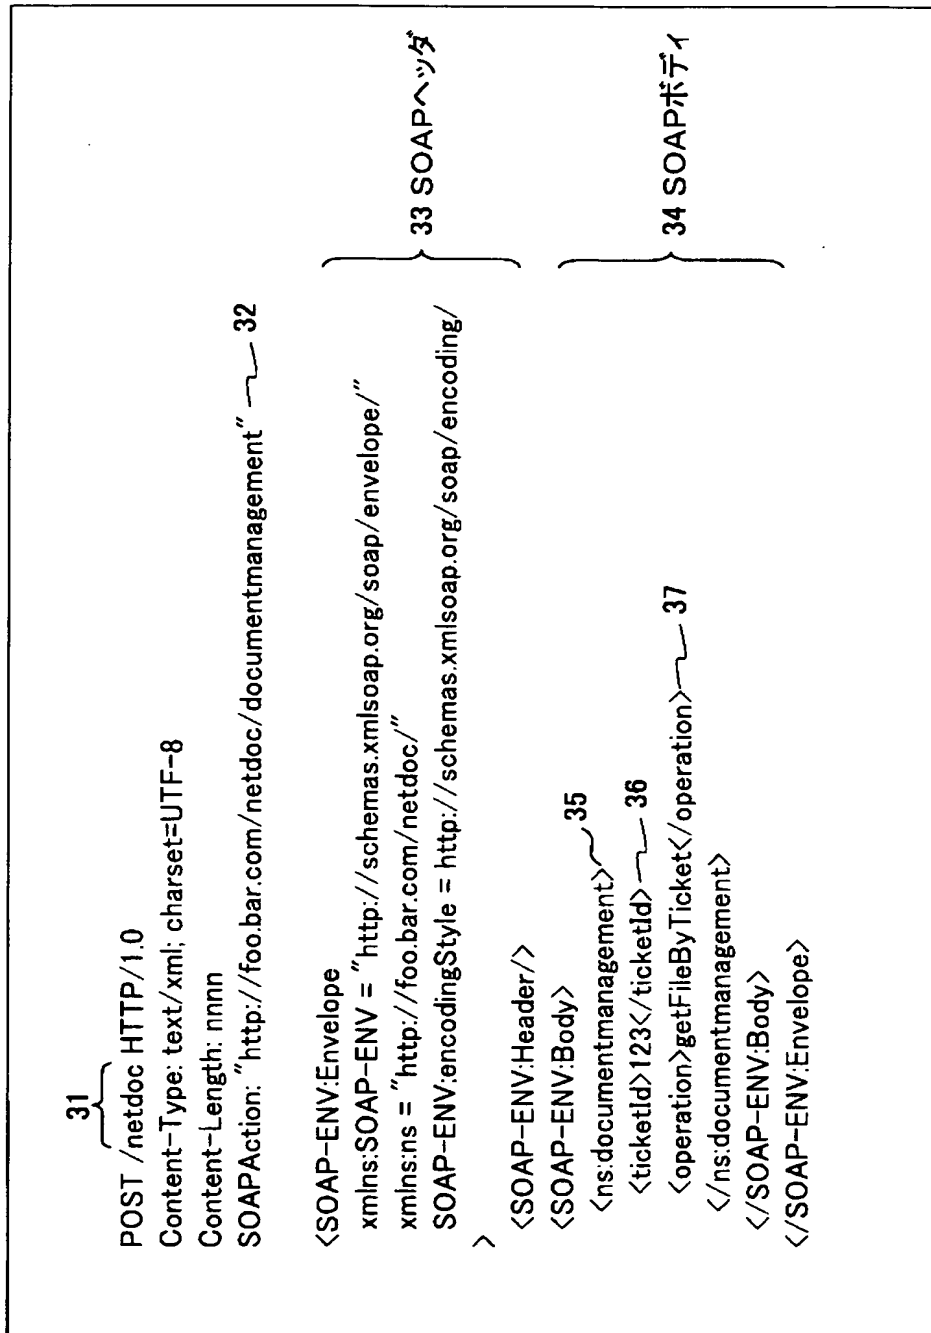 31
POST /netdoc HTTP/1.0
Content-Type: text/xml; charset=UTF-8
Content-Length: nnnn
SOAPAction: "http://foo.bar.com/netdoc/documentmanagement" 32
<SOAP-ENV:Envelope
xmlns:SOAP-ENV = "http://schemas.xmlsoap.org/soap/envelope/"
xmlns:ns = "http://foo.bar.com/netdoc/"
SOAP-ENV:encodingStyle = http://schemas.xmlsoap.org/soap/encoding/
>
33 SOAPヘッダ
<SOAP-ENV:Header/>
<SOAP-ENV:Body>
<ns:documentmanagement> 35
<ticketId>123</ticketId> 36
<operation>getFileByTicket</operation> 37
</ns:documentmanagement>
</SOAP-ENV:Body>
</SOAP-ENV:Envelope>
34 SOAPボディ